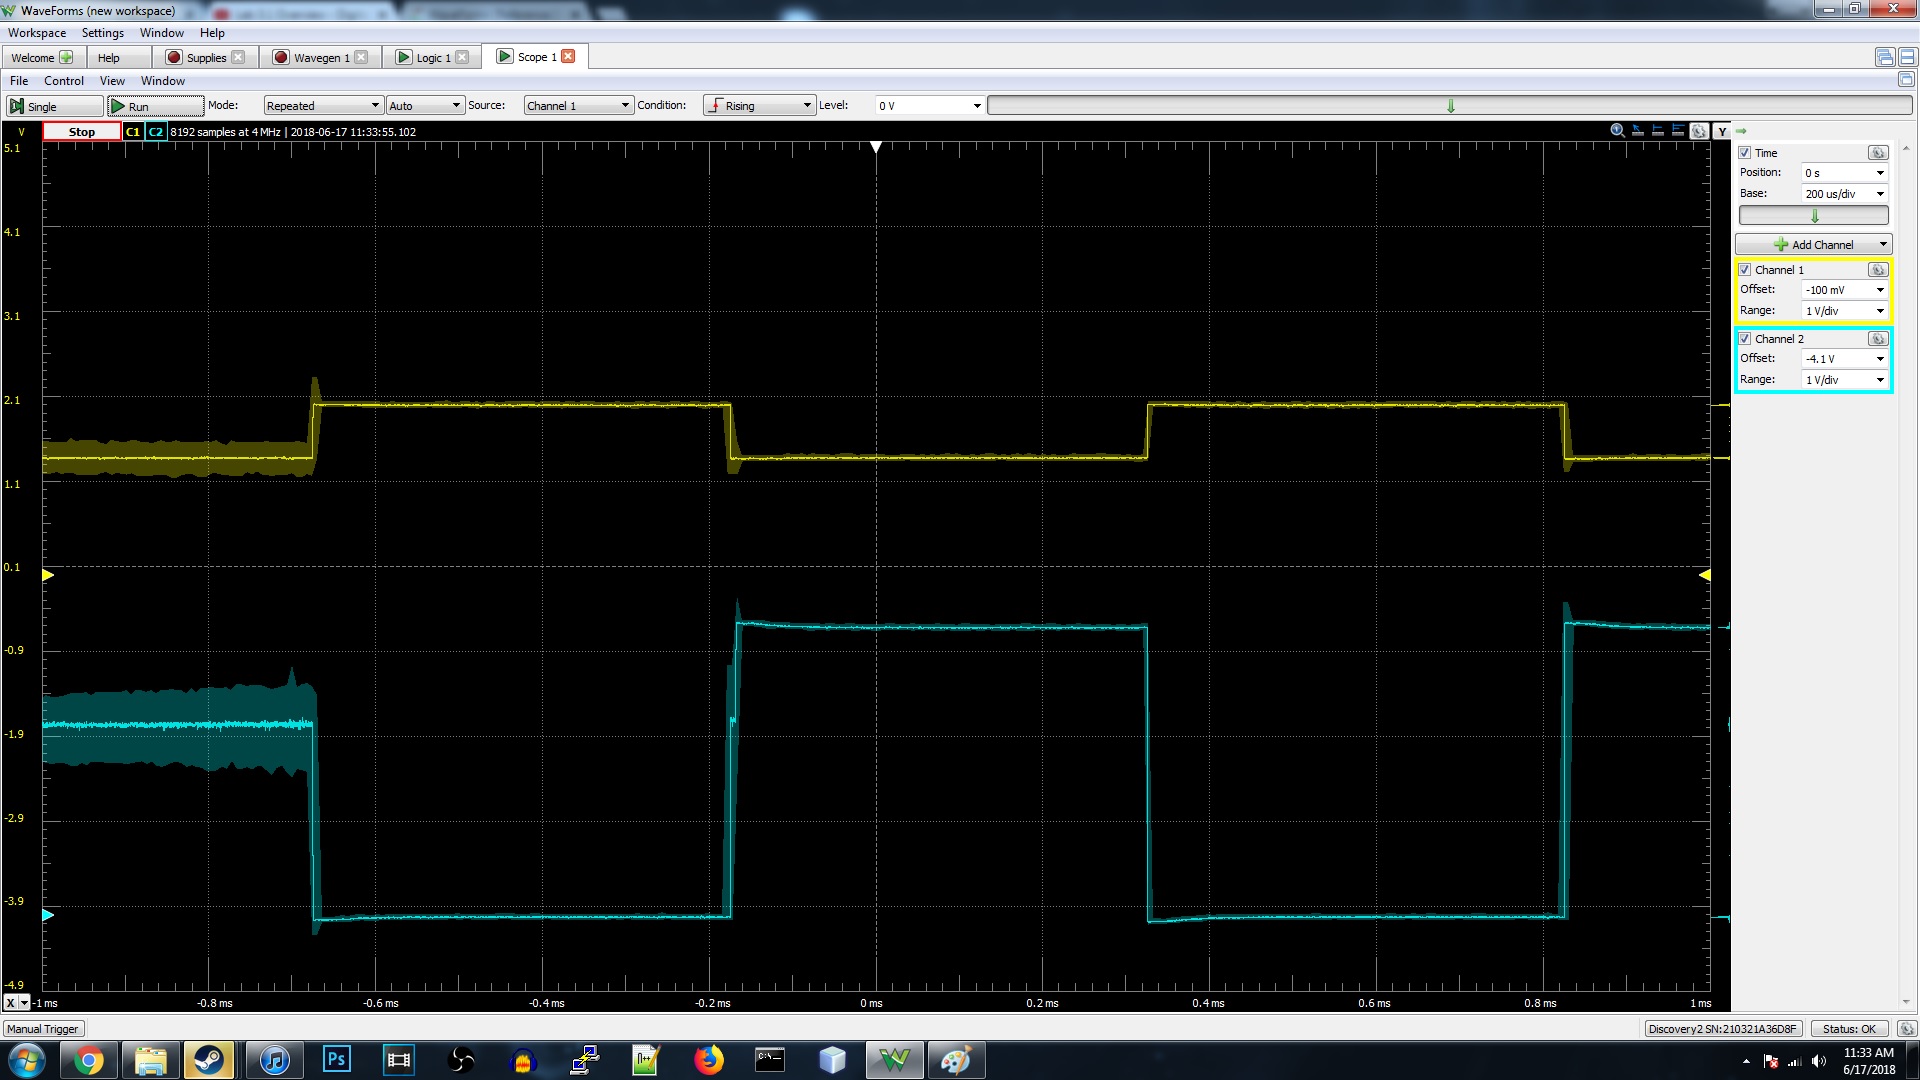 WaveForms (new workspace)
Workspace Settings Window Help
Welcome Help Supplies Wavegen 1 Logic 1 Scope 1
File Control View Window
Single Run Mode: Repeated Auto Source: Channel 1 Condition: Rising Level: 0 V
V Stop C1 C2 8192 samples at 4 MHz | 2018-06-17 11:33:55.102 Y
5.1
4.1
3.1
2.1
1.1
0.1
-0.9
-1.9
-2.9
-3.9
-4.9
X -1 ms -0.8 ms -0.6 ms -0.4 ms -0.2 ms 0 ms 0.2 ms 0.4 ms 0.6 ms 0.8 ms 1 ms
Time
Position: 0 s
Base: 200 us/div
Add Channel
Channel 1
Offset: -100 mV
Range: 1 V/div
Channel 2
Offset: -4.1 V
Range: 1 V/div
Manual Trigger Discovery2 SN:210321A36D8F Status: OK
Ps
C:\_
11:33 AM
6/17/2018